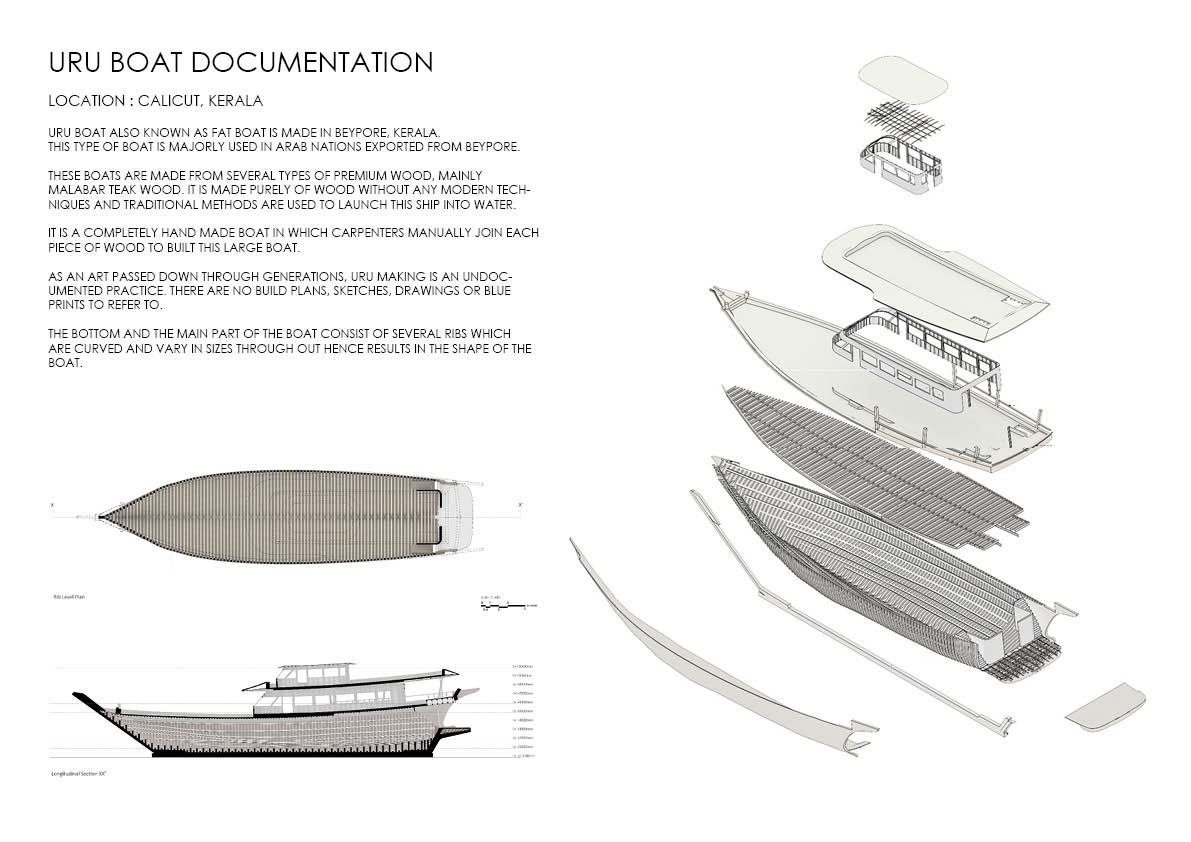 URU BOAT DOCUMENTATION
LOCATION : CALICUT, KERALA
URU BOAT ALSO KNOWN AS FAT BOAT IS MADE IN BEYPORE, KERALA.
THIS TYPE OF BOAT IS MAJORLY USED IN ARAB NATIONS EXPORTED FROM BEYPORE.
THESE BOATS ARE MADE FROM SEVERAL TYPES OF PREMIUM WOOD, MAINLY
MALABAR TEAK WOOD. IT IS MADE PURELY OF WOOD WITHOUT ANY MODERN TECH-
NIQUES AND TRADITIONAL METHODS ARE USED TO LAUNCH THIS SHIP INTO WATER.
IT IS A COMPLETELY HAND MADE BOAT IN WHICH CARPENTERS MANUALLY JOIN EACH
PIECE OF WOOD TO BUILT THIS LARGE BOAT.
AS AN ART PASSED DOWN THROUGH GENERATIONS, URU MAKING IS AN UNDOC-
UMENTED PRACTICE. THERE ARE NO BUILD PLANS, SKETCHES, DRAWINGS OR BLUE
PRINTS TO REFER TO.
THE BOTTOM AND THE MAIN PART OF THE BOAT CONSIST OF SEVERAL RIBS WHICH
ARE CURVED AND VARY IN SIZES THROUGH OUT HENCE RESULTS IN THE SHAPE OF THE
BOAT.
X X'
Rib Level Plan
Longitudinal Section XX'